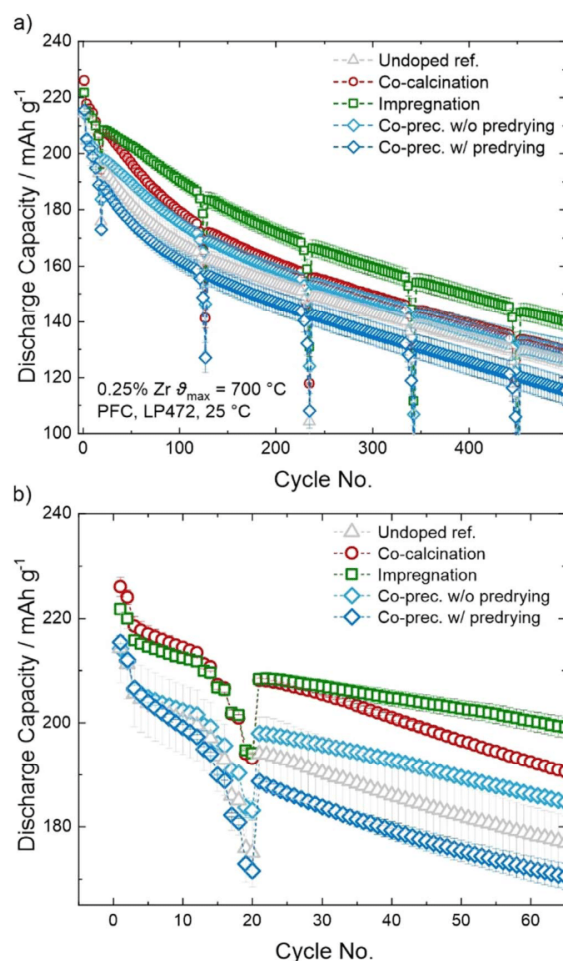 a)
240
220
200
180
160
140
120
100
Discharge Capacity / mAh g⁻¹
Undoped ref.
Co-calcination
Impregnation
Co-prec. w/o predrying
Co-prec. w/ predrying
0.25% Zr ϑmax = 700 °C
PFC, LP472, 25 °C
0 100 200 300 400
Cycle No.
b)
240
220
200
180
Discharge Capacity / mAh g⁻¹
Undoped ref.
Co-calcination
Impregnation
Co-prec. w/o predrying
Co-prec. w/ predrying
0 10 20 30 40 50 60
Cycle No.